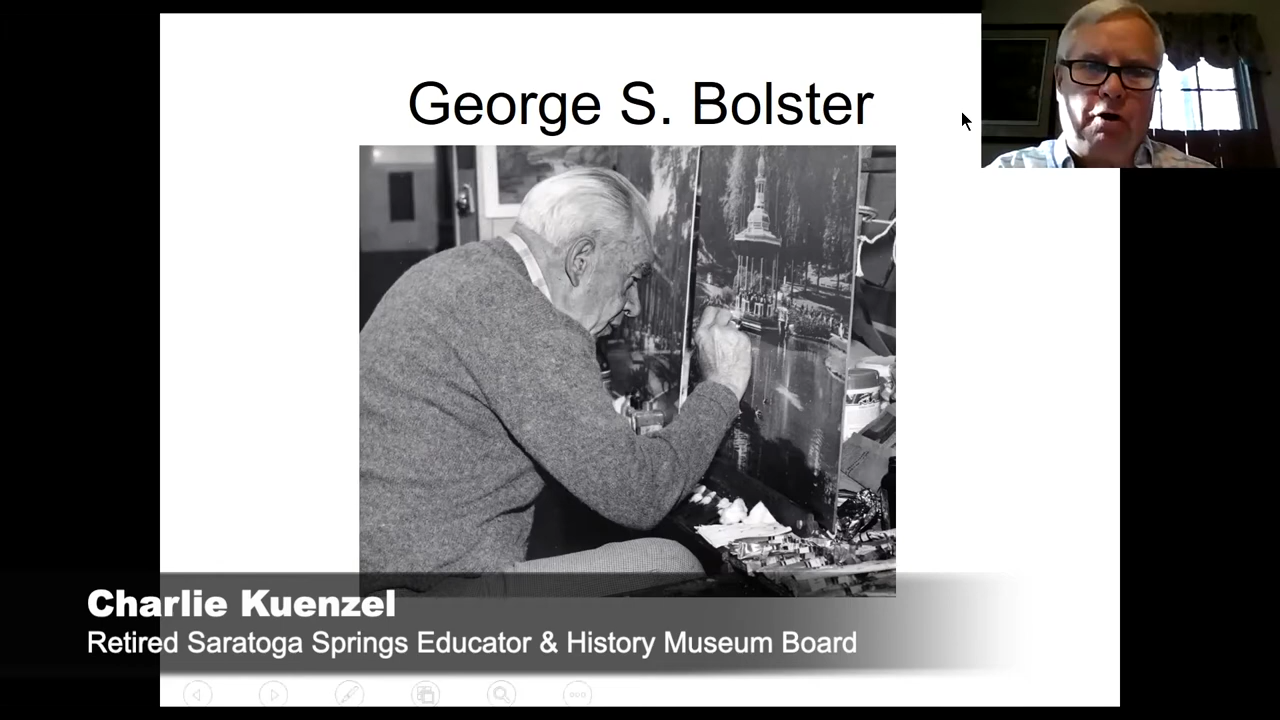 George S. Bolster
Charlie Kuenzel
Retired Saratoga Springs Educator & History Museum Board